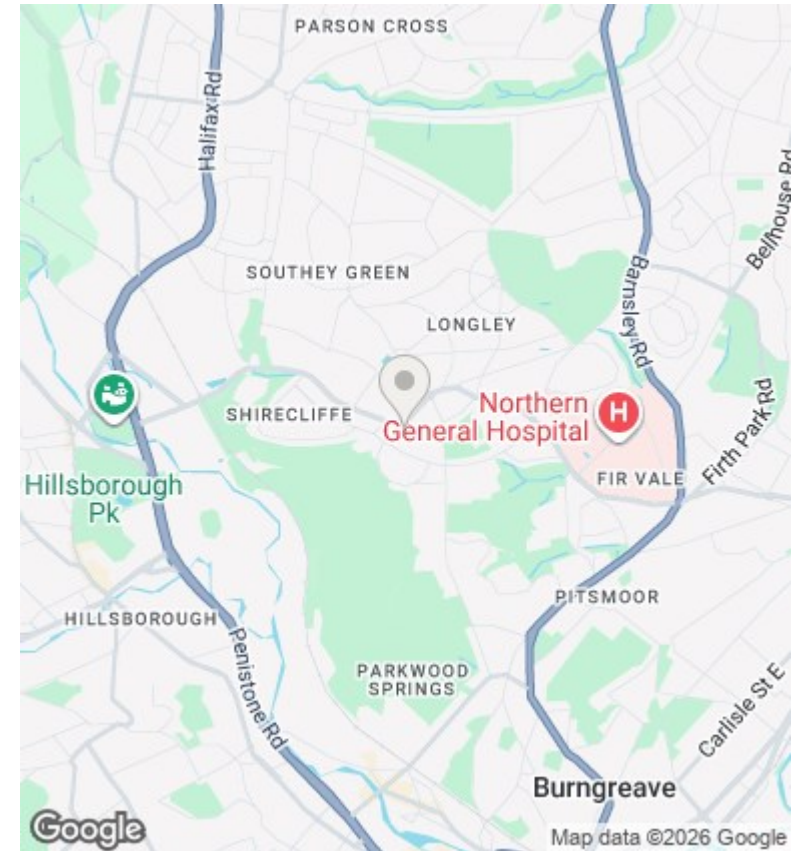 PARSON CROSS
Halifax Rd
Bellhouse Rd
SOUTHEY GREEN
Barnsley Rd
LONGLEY
SHIRECLIFFE
Northern
General Hospital
H
Firth Park Rd
Hillsborough
Pk
FIR VALE
PITSMOOR
HILLSBOROUGH
Penistone Rd
PARKWOOD
SPRINGS
Carlisle St E
Burngreave
Google
Map data ©2026 Google